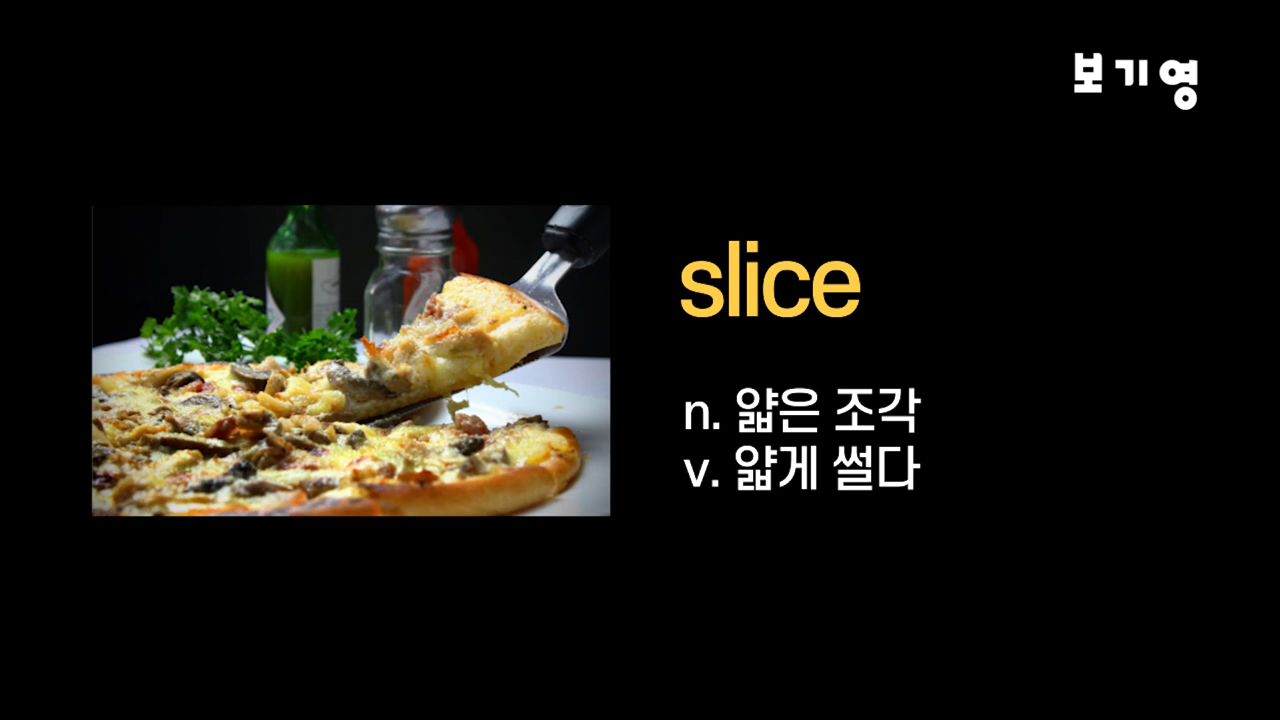 보기영
slice
n. 얇은 조각
v. 얇게 썰다